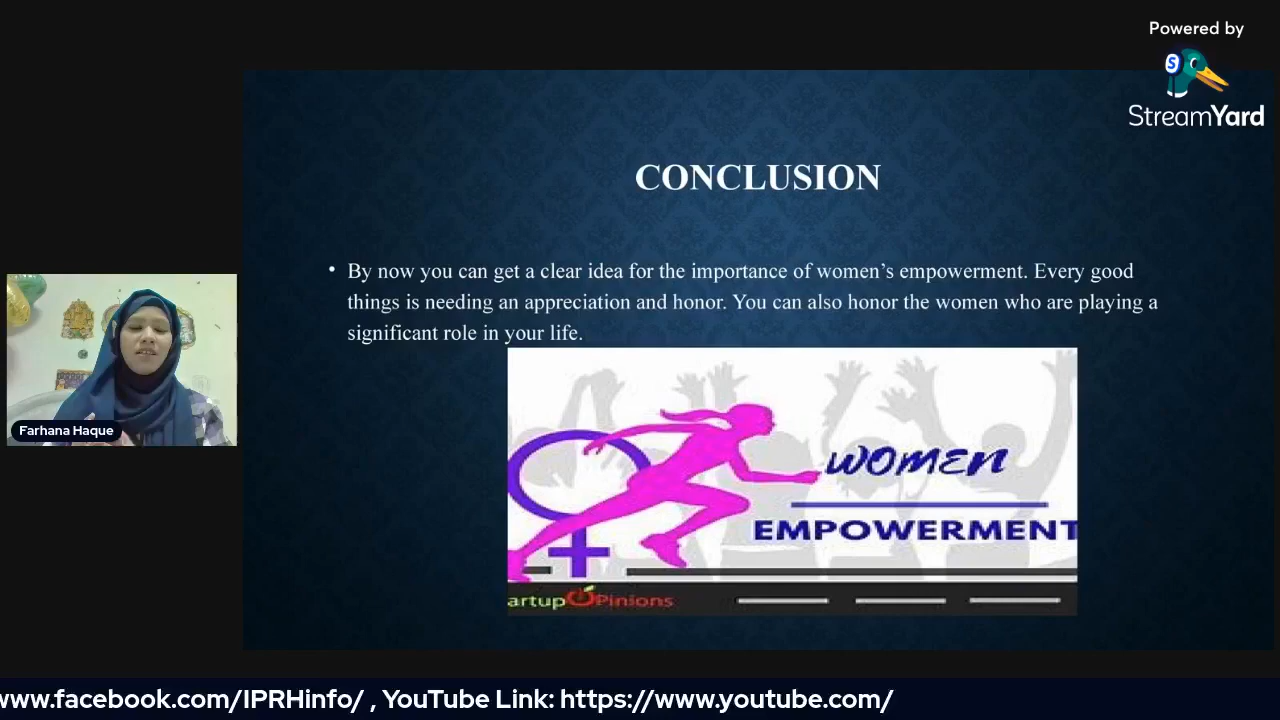 Powered by
StreamYard
CONCLUSION
• By now you can get a clear idea for the importance of women’s empowerment. Every good
things is needing an appreciation and honor. You can also honor the women who are playing a
significant role in your life.
Farhana Haque
women
EMPOWERMENT
artup Pinions
www.facebook.com/IPRHinfo/ , YouTube Link: https://www.youtube.com/